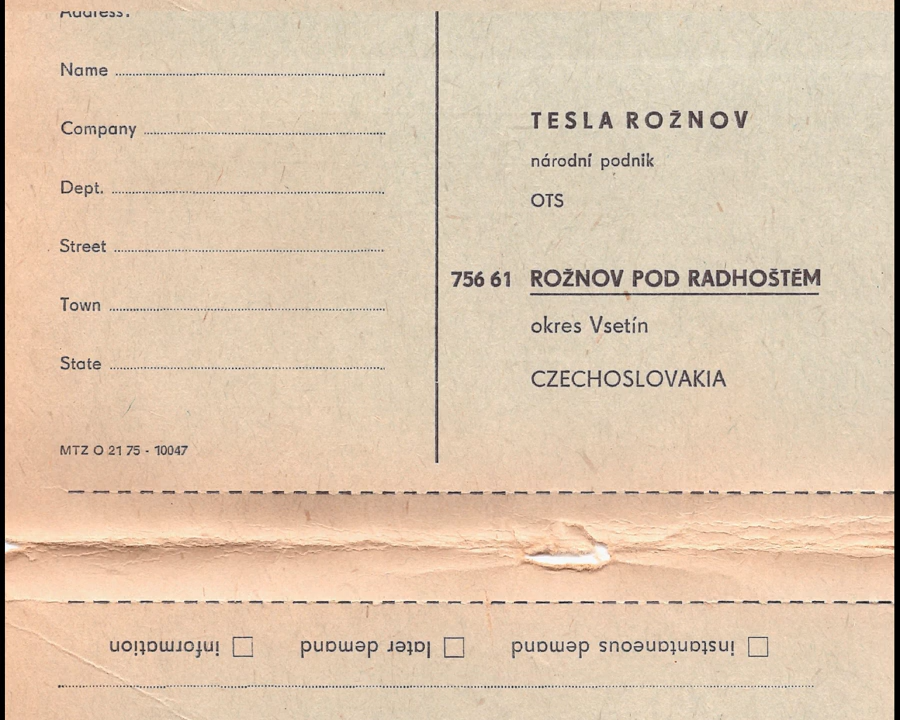 Address:
Name
Company
Dept.
Street
Town
State
MTZ O 21 75 - 10047
TESLA ROŽNOV
národní podnik
OTS
756 61 ROŽNOV POD RADHOŠTĚM
okres Vsetín
CZECHOSLOVAKIA
instantaneous demand
later demand
information